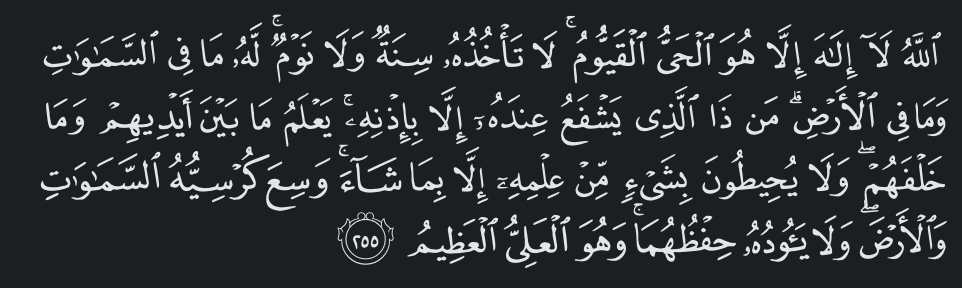 ٱللَّهُ لَآ إِلَـٰهَ إِلَّا هُوَ ٱلْحَىُّ ٱلْقَيُّومُ ۚ لَا تَأْخُذُهُۥ سِنَةٌ وَلَا نَوْمٌ ۚ لَّهُۥ مَا فِى ٱلسَّمَـٰوَٰتِ
وَمَا فِى ٱلْأَرْضِ ۗ مَن ذَا ٱلَّذِى يَشْفَعُ عِندَهُۥٓ إِلَّا بِإِذْنِهِۦ ۚ يَعْلَمُ مَا بَيْنَ أَيْدِيهِمْ وَمَا
خَلْفَهُمْ ۖ وَلَا يُحِيطُونَ بِشَىْءٍ مِّنْ عِلْمِهِۦٓ إِلَّا بِمَا شَآءَ ۚ وَسِعَ كُرْسِيُّهُ ٱلسَّمَـٰوَٰتِ
وَٱلْأَرْضَ ۖ وَلَا يَـُٔودُهُۥ حِفْظُهُمَا ۚ وَهُوَ ٱلْعَلِىُّ ٱلْعَظِيمُ ٢٥٥